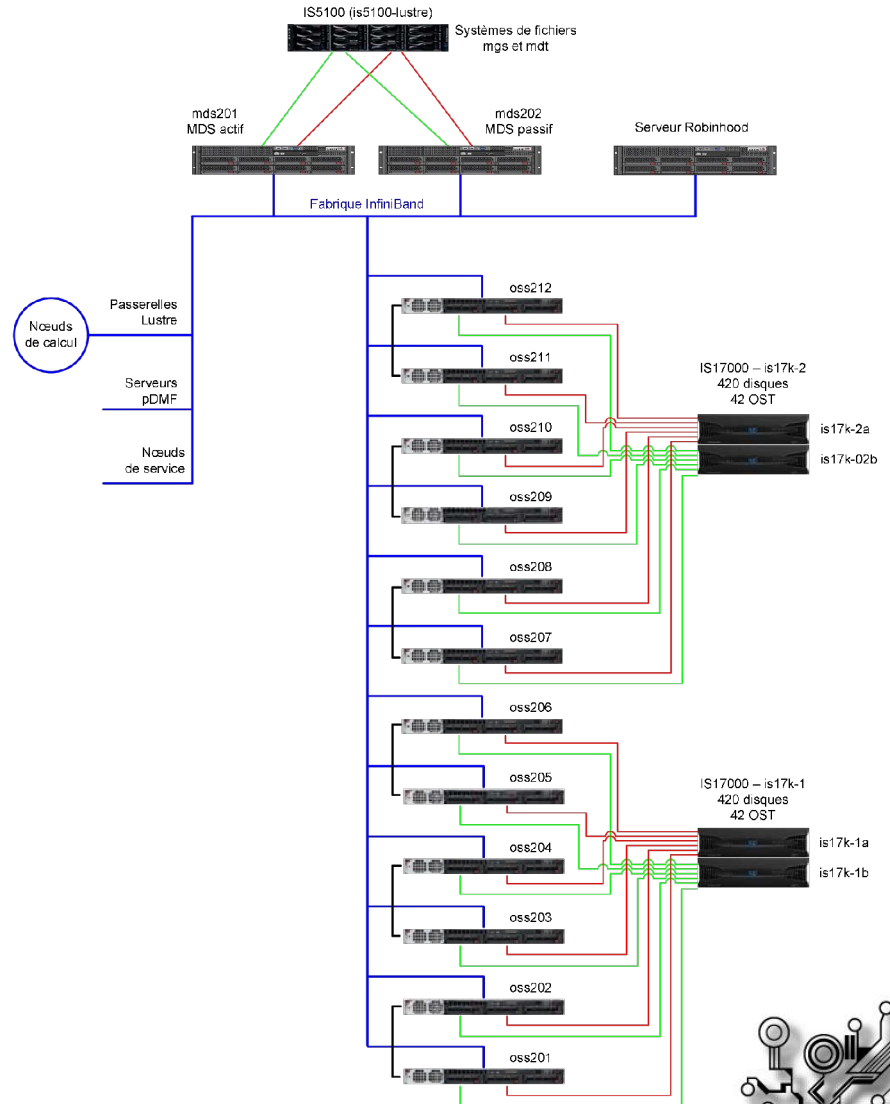 IS5100 (is5100-lustre)
Systèmes de fichiers
mgs et mdt
mds201
MDS actif
mds202
MDS passif
Serveur Robinhood
Fabrique InfiniBand
Passerelles
Lustre
Nœuds
de calcul
Serveurs
pDMF
Nœuds
de service
oss212
oss211
IS17000 – is17k-2
420 disques
42 OST
oss210
is17k-2a
is17k-02b
oss209
oss208
oss207
oss206
oss205
IS17000 – is17k-1
420 disques
42 OST
oss204
is17k-1a
is17k-1b
oss203
oss202
oss201